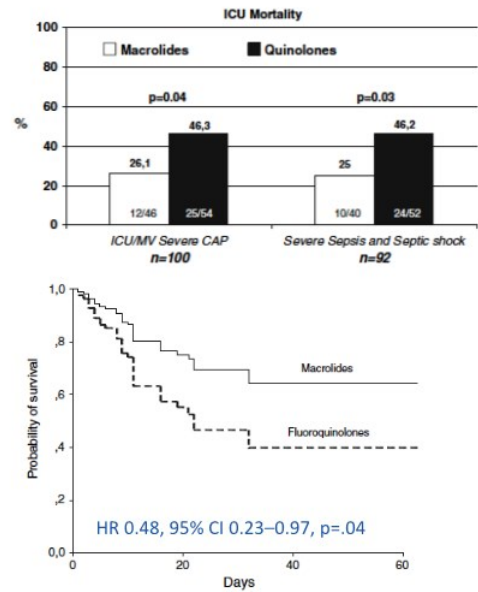 ICU Mortality
100
80
60
40
20
0
%
Macrolides Quinolones
p=0.04 p=0.03
26,1 46,3 25 46,2
12/46 25/54 10/40 24/52
ICU/MV Severe CAP Severe Sepsis and Septic shock
n=100 n=92
1,0
,8
,6
,4
,2
0,0
Probability of survival
Macrolides
Fluoroquinolones
HR 0.48, 95% CI 0.23–0.97, p=.04
0 20 40 60
Days